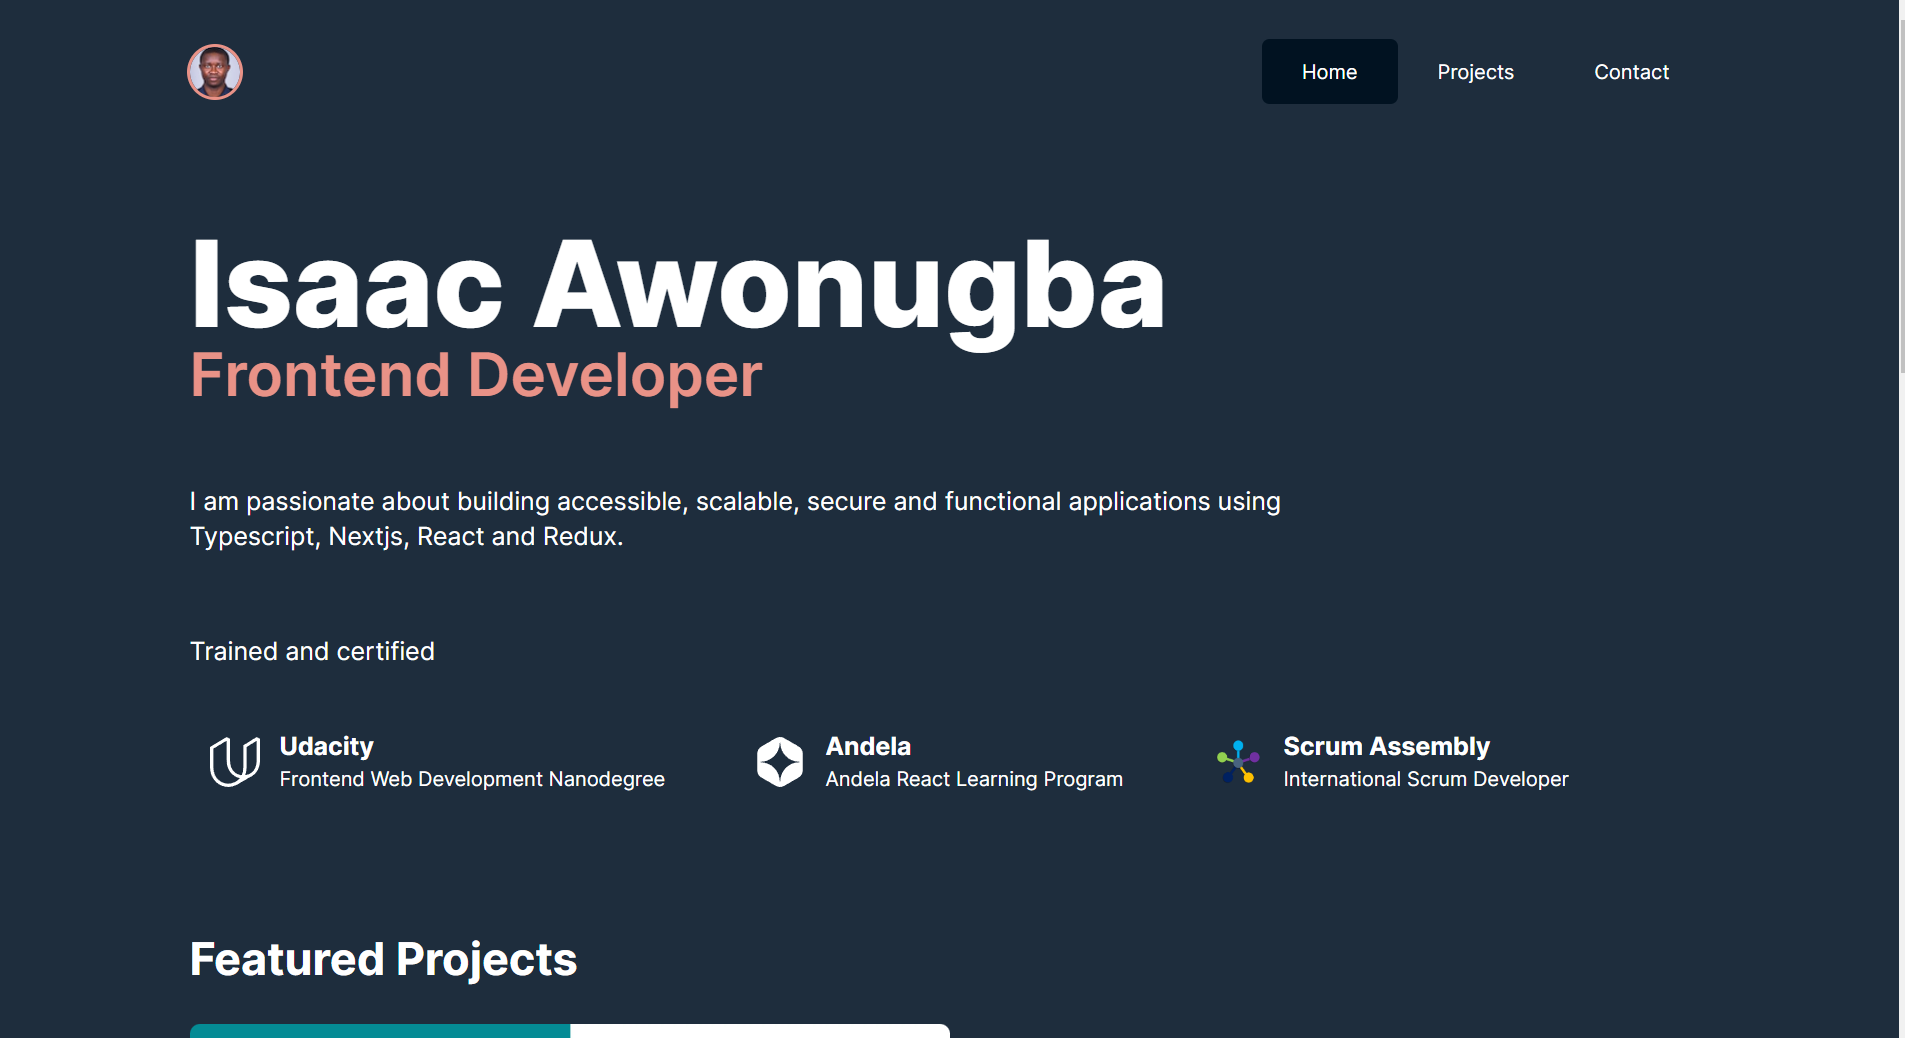 Home
Projects
Contact
Isaac Awonugba
Frontend Developer
I am passionate about building accessible, scalable, secure and functional applications using
Typescript, Nextjs, React and Redux.
Trained and certified
Udacity
Frontend Web Development Nanodegree
Andela
Andela React Learning Program
Scrum Assembly
International Scrum Developer
Featured Projects